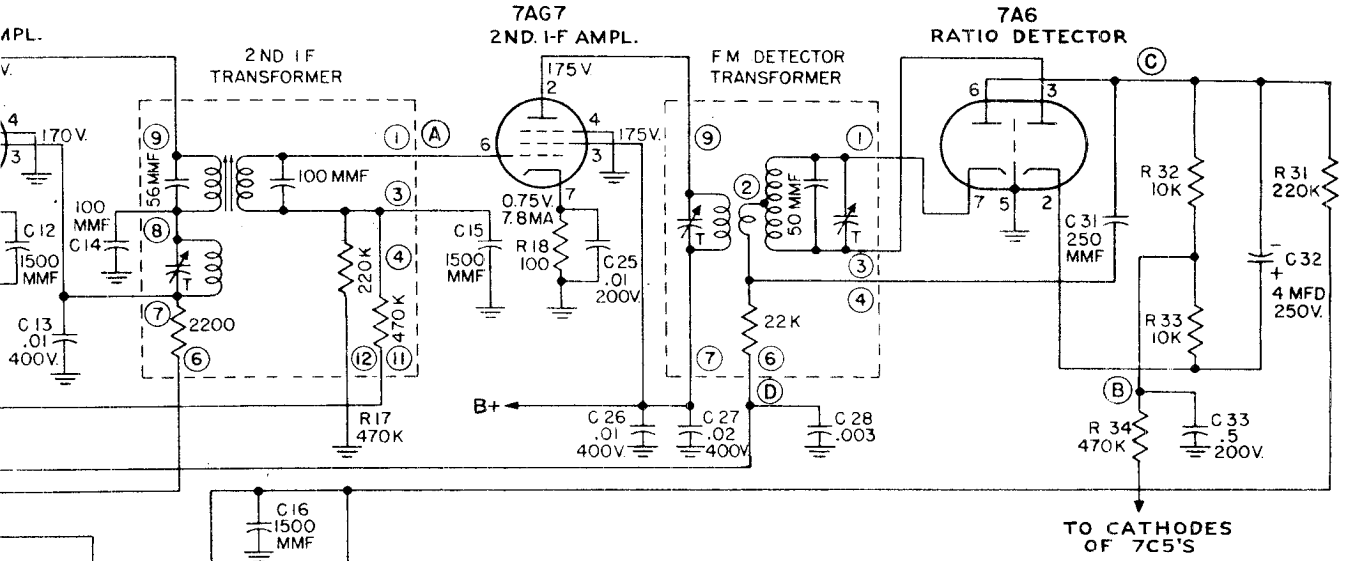 MPL.
V.
4
3
170V.
C12
1500
MMF
C13
.01
400V.
2ND IF
TRANSFORMER
9
56MMF
100
MMF
C14
8
T
7
2200
6
1
A
100 MMF
3
4
220K
470K
12
11
R17
470K
C15
1500
MMF
7AG7
2ND. I-F AMPL.
175V.
2
6
4
3
175V.
7
0.75V.
7.8MA
R18
100
C25
.01
200V.
B+
C26
.01
400V.
C27
.02
400V.
C28
.003
FM DETECTOR
TRANSFORMER
9
T
2
50 MMF
1
T
3
4
22K
7
6
D
7A6
RATIO DETECTOR
C
6
3
7
5
2
C31
250
MMF
R32
10K
R33
10K
R31
220K
-
C32
+
4 MFD
250V.
B
R34
470K
C33
.5
200V.
TO CATHODES
OF 7C5'S
C16
1500
MMF